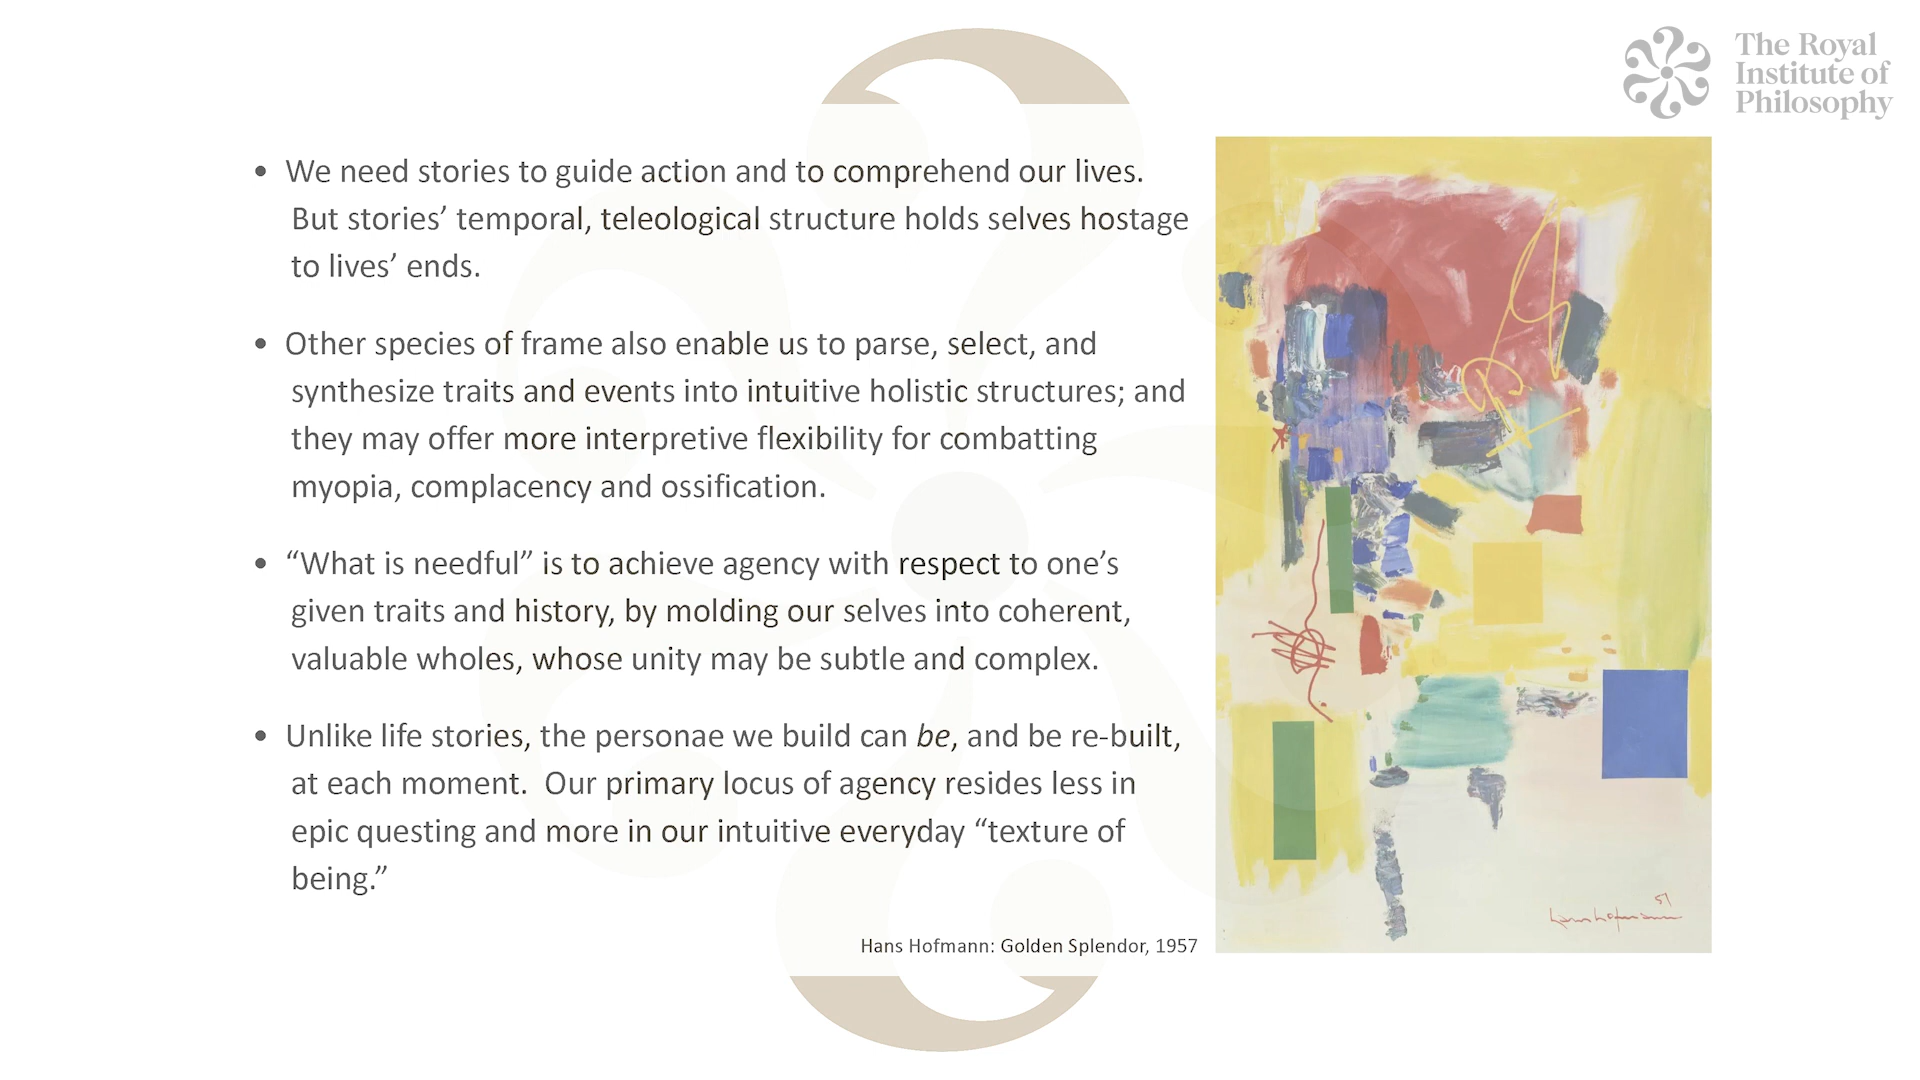 The Royal
Institute of
Philosophy
• We need stories to guide action and to comprehend our lives.
But stories’ temporal, teleological structure holds selves hostage
to lives’ ends.
• Other species of frame also enable us to parse, select, and
synthesize traits and events into intuitive holistic structures; and
they may offer more interpretive flexibility for combatting
myopia, complacency and ossification.
• “What is needful” is to achieve agency with respect to one’s
given traits and history, by molding our selves into coherent,
valuable wholes, whose unity may be subtle and complex.
• Unlike life stories, the personae we build can be, and be re-built,
at each moment.  Our primary locus of agency resides less in
epic questing and more in our intuitive everyday “texture of
being.”
Hans Hofmann: Golden Splendor, 1957
57
hans hofmann